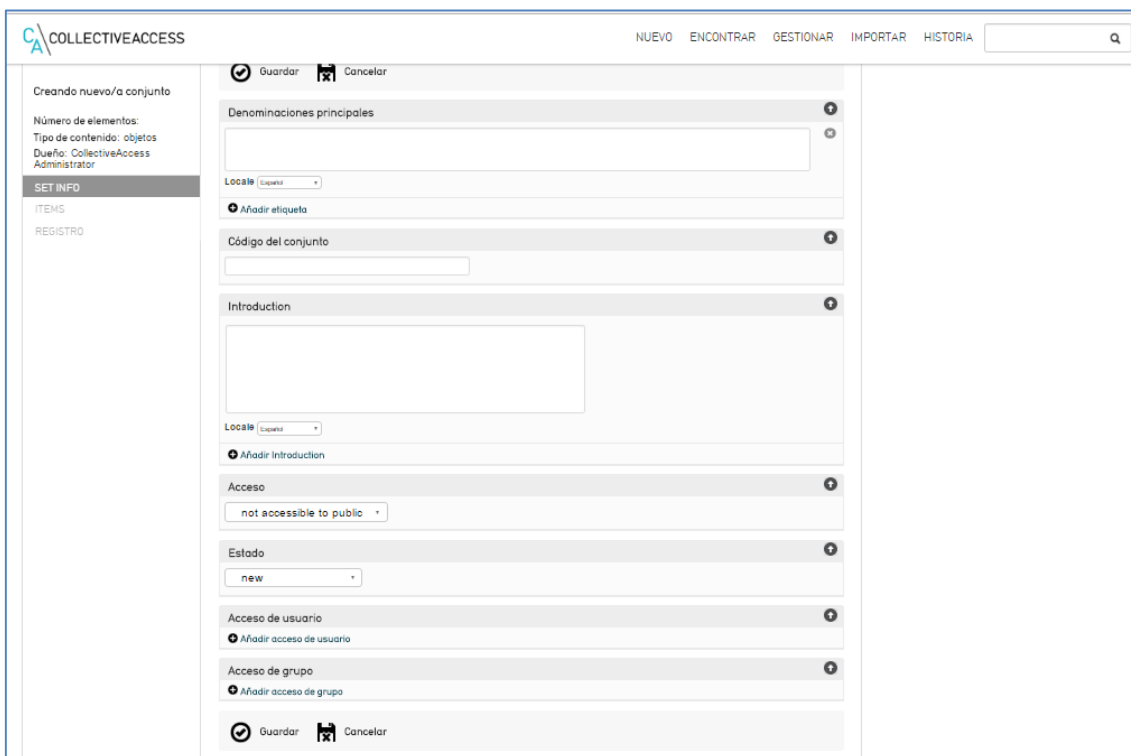 CA COLLECTIVEACCESS
NUEVO ENCONTRAR GESTIONAR IMPORTAR HISTORIA
Creando nuevo/a conjunto
Número de elementos:
Tipo de contenido: objetos
Dueño: CollectiveAccess
Administrator
SET INFO
ITEMS
REGISTRO
Guardar Cancelar
Denominaciones principales
Locale Español
Añadir etiqueta
Código del conjunto
Introduction
Locale Español
Añadir Introduction
Acceso
not accessible to public
Estado
new
Acceso de usuario
Añadir acceso de usuario
Acceso de grupo
Añadir acceso de grupo
Guardar Cancelar